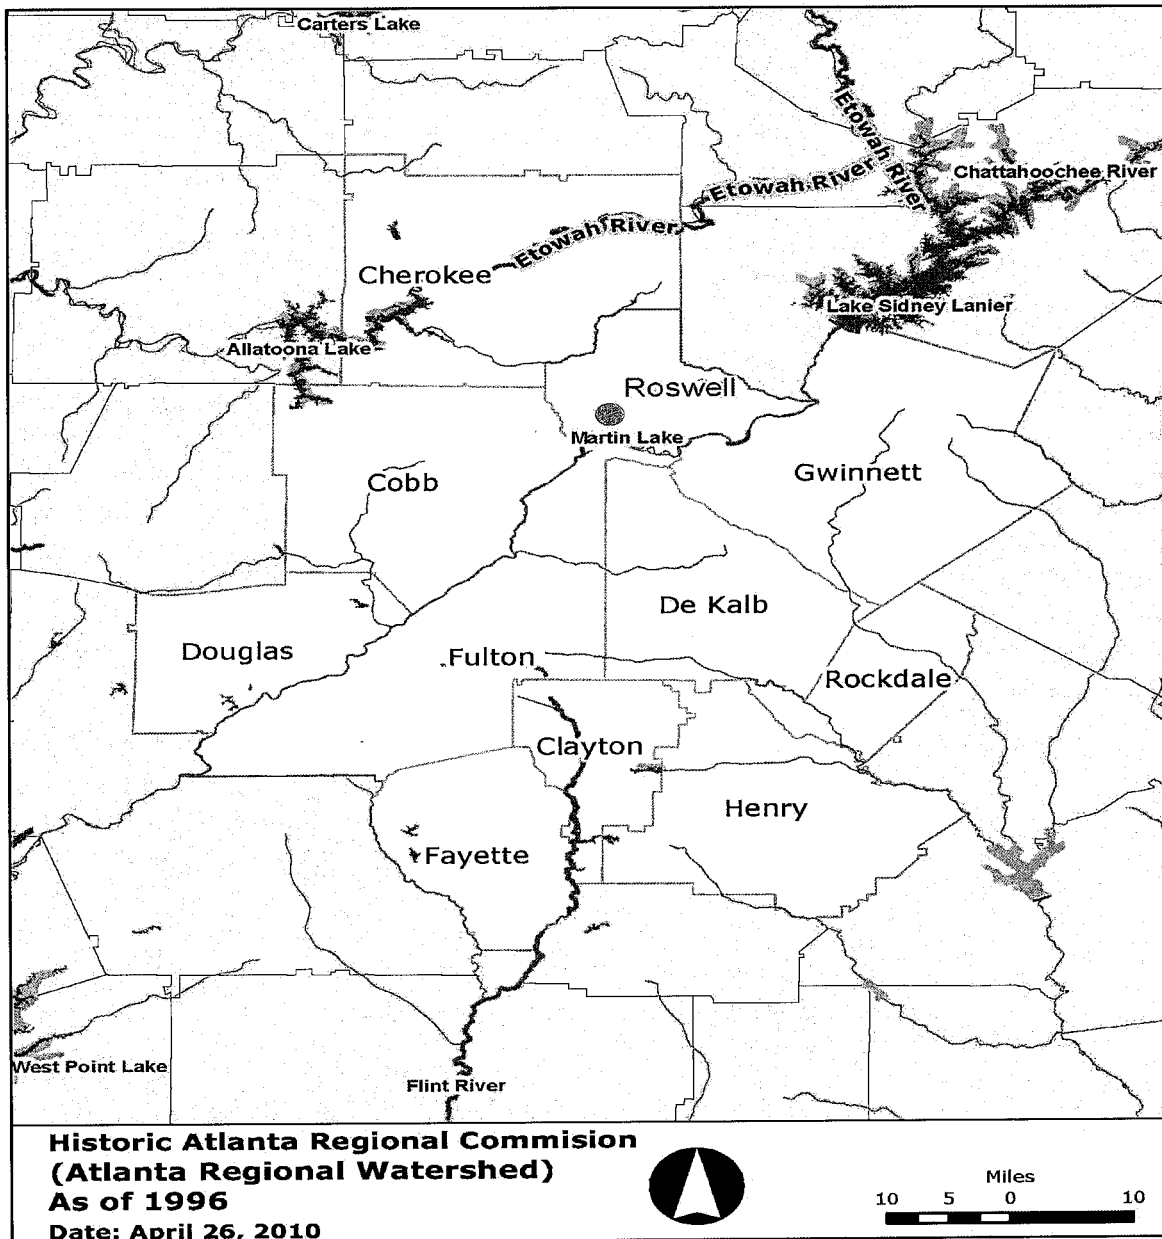 Carters Lake
Etowah River
Chattahoochee River
Etowah River
Etowah River
Cherokee
Lake Sidney Lanier
Allatoona Lake
Roswell
Martin Lake
Cobb
Gwinnett
De Kalb
Douglas
Fulton
Rockdale
Clayton
Henry
Fayette
West Point Lake
Flint River
Historic Atlanta Regional Commision
(Atlanta Regional Watershed)
As of 1996
Date: April 26, 2010
Miles
10 5 0 10